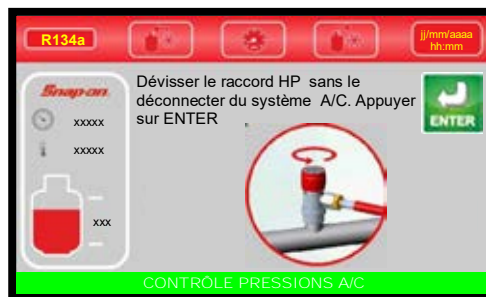 R134a
jj/mm/aaaa
hh:mm
Snap-on
xxxxx
xxxxx
xxx
Dévisser le raccord HP sans le
déconnecter du système A/C. Appuyer
sur ENTER
ENTER
CONTRÔLE PRESSIONS A/C